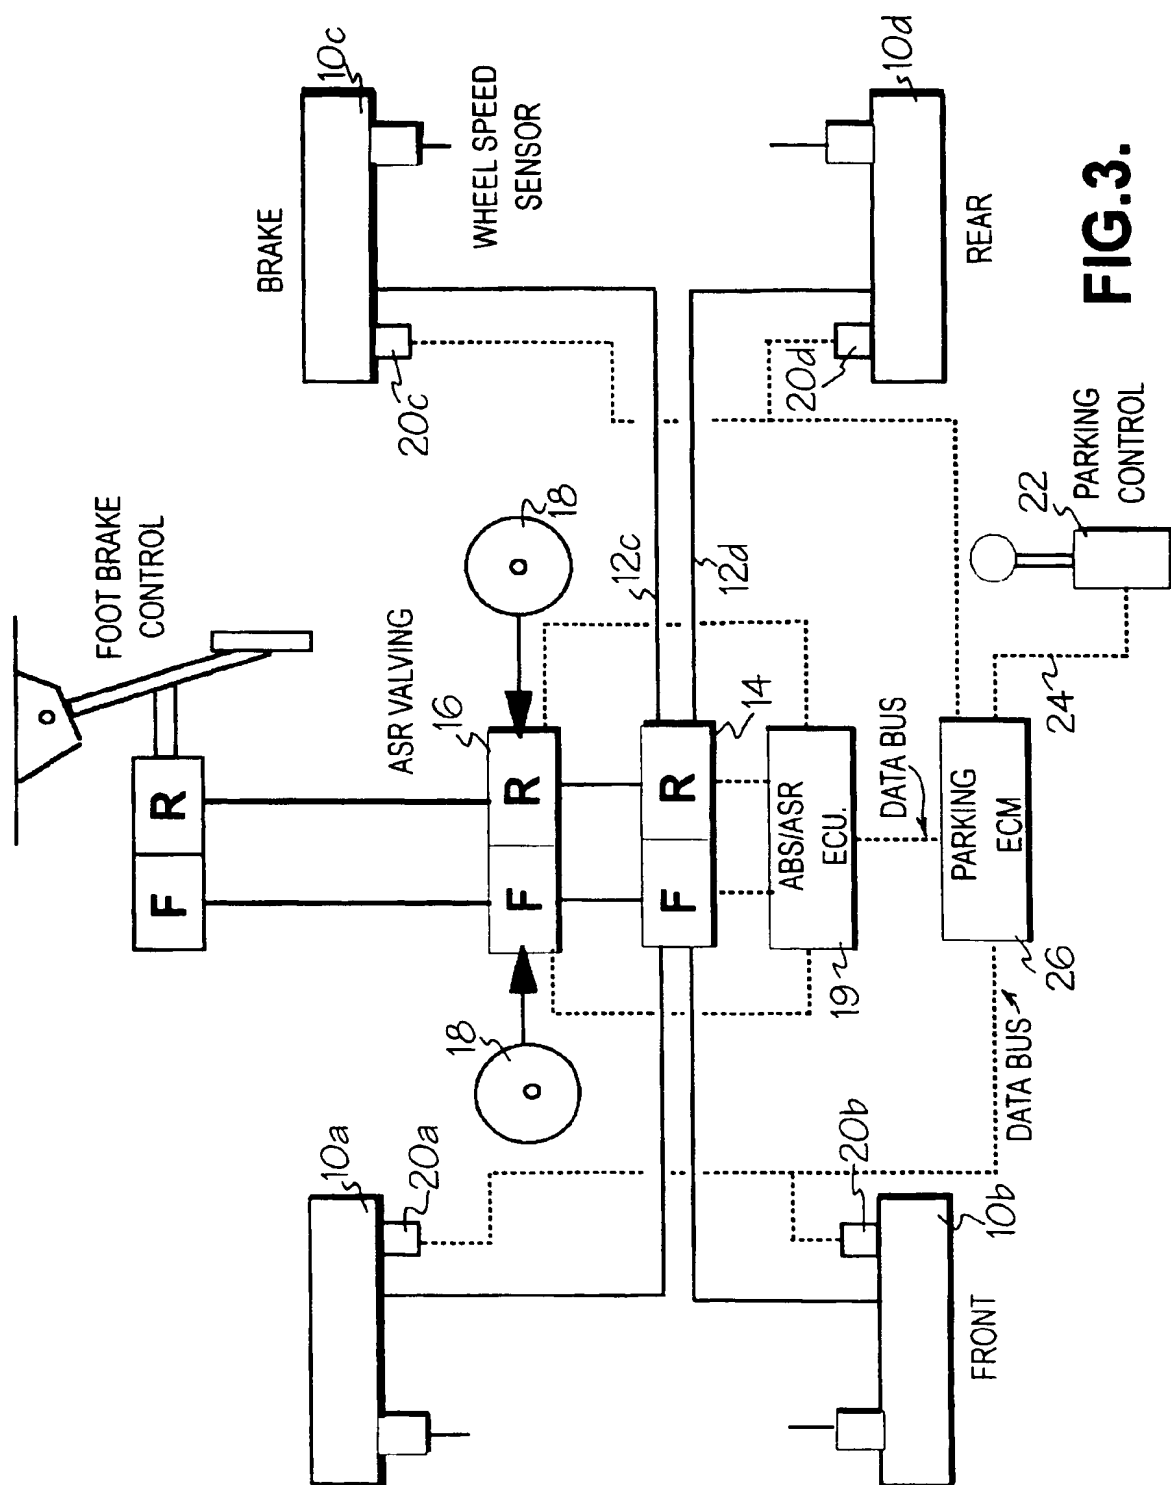 FOOT BRAKE
CONTROL
F
R
BRAKE
10c
WHEEL SPEED
SENSOR
20c
ASR VALVING
16
18
18
F
R
10a
20a
12c
12d
14
F
R
ABS/ASR
ECU.
19
DATA BUS
PARKING
ECM
26
DATA BUS
24
22
PARKING
CONTROL
20b
10b
FRONT
20d
10d
REAR
FIG.3.